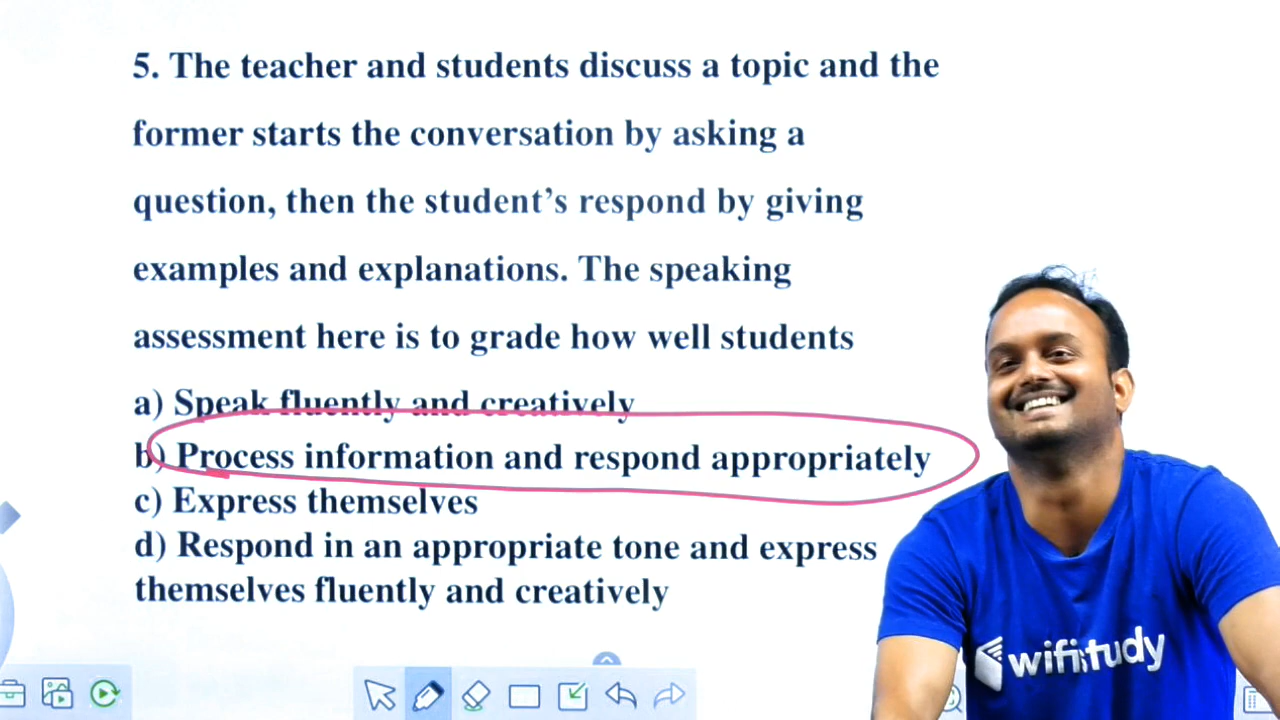 5. The teacher and students discuss a topic and the
former starts the conversation by asking a
question, then the student's respond by giving
examples and explanations. The speaking
assessment here is to grade how well students
a) Speak fluently and creatively
b) Process information and respond appropriately
c) Express themselves
d) Respond in an appropriate tone and express
themselves fluently and creatively
wifistudy